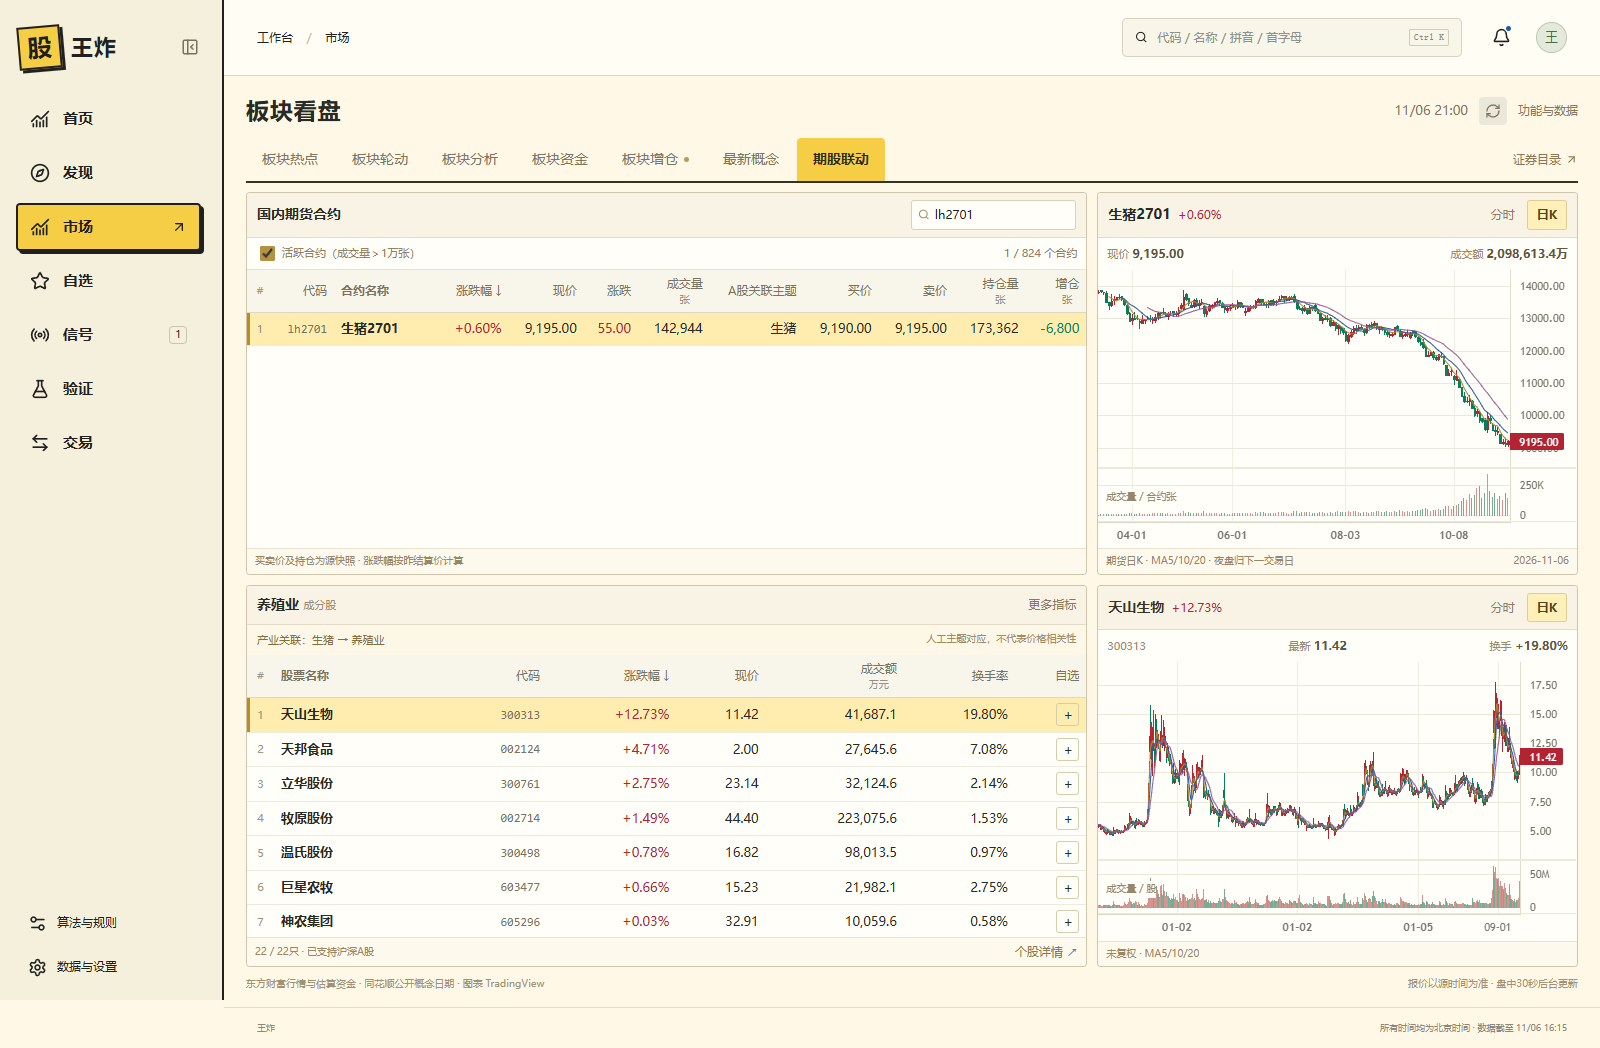 股 王炸
首页
发现
市场
自选
信号 1
验证
交易
算法与规则
数据与设置
工作台 / 市场
代码 / 名称 / 拼音 / 首字母 Ctrl K
王
板块看盘
11/06 21:00 功能与数据
板块热点 板块轮动 板块分析 板块资金 板块增仓 最新概念 期股联动
证券目录
国内期货合约
lh2701
活跃合约（成交量 > 1万张） 1 / 824 个合约
# 代码 合约名称 涨跌幅↓ 现价 涨跌 成交量 张 A股关联主题 买价 卖价 持仓量 张 增仓 张
1 lh2701 生猪2701 +0.60% 9,195.00 55.00 142,944 生猪 9,190.00 9,195.00 173,362 -6,800
买卖价及持仓为源快照 · 涨跌幅按昨结算价计算
生猪2701 +0.60% 分时 日K
现价 9,195.00 成交额 2,098,613.4万
14000.00
13000.00
12000.00
11000.00
10000.00
9195.00
成交量 / 合约张
250K
0
04-01 06-01 08-03 10-08
期货日K · MA5/10/20 · 夜盘归下一交易日 2026-11-06
养殖业 成分股 更多指标
产业关联：生猪 → 养殖业 人工主题对应，不代表价格相关性
# 股票名称 代码 涨跌幅↓ 现价 成交额 万元 换手率 自选
1 天山生物 300313 +12.73% 11.42 41,687.1 19.80% +
2 天邦食品 002124 +4.71% 2.00 27,645.6 7.08% +
3 立华股份 300761 +2.75% 23.14 32,124.6 2.14% +
4 牧原股份 002714 +1.49% 44.40 223,075.6 1.53% +
5 温氏股份 300498 +0.78% 16.82 98,013.5 0.97% +
6 巨星农牧 603477 +0.66% 15.23 21,982.1 2.75% +
7 神农集团 605296 +0.03% 32.91 10,059.6 0.58% +
22 / 22只 · 已支持沪深A股 个股详情 ↗
天山生物 +12.73% 分时 日K
300313 最新 11.42 换手 +19.80%
17.50
15.00
12.50
11.42
10.00
7.50
5.00
成交量 / 股
50M
0
01-02 01-02 01-05 09-01
未复权 · MA5/10/20
东方财富行情与估算资金 · 同花顺公开概念日期 · 图表 TradingView
报价以源时间为准 · 盘中30秒后台更新
王炸
所有时间均为北京时间 · 数据截至 11/06 16:15